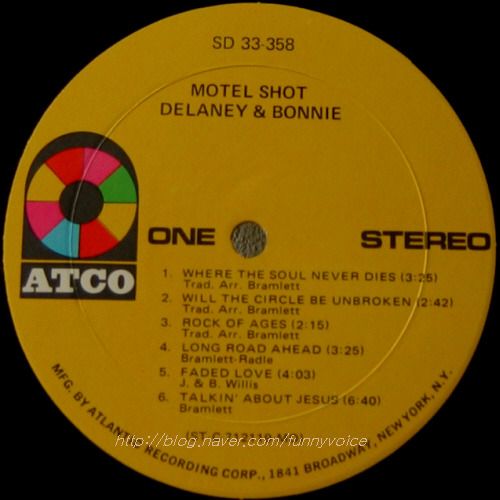 SD 33-358
MOTEL SHOT
DELANEY & BONNIE
ATCO
ONE
STEREO
1. WHERE THE SOUL NEVER DIES (3:25)
Trad. Arr. Bramlett
2. WILL THE CIRCLE BE UNBROKEN (2:42)
Trad. Arr. Bramlett
3. ROCK OF AGES (2:15)
Trad. Arr. Bramlett
4. LONG ROAD AHEAD (3:25)
Bramlett-Radle
5. FADED LOVE (4:03)
J. & B. Willis
6. TALKIN' ABOUT JESUS (6:40)
Bramlett
http://blog.naver.com/funnyvoice
MFG. BY ATLANTIC RECORDING CORP., 1841 BROADWAY, NEW YORK, N.Y.